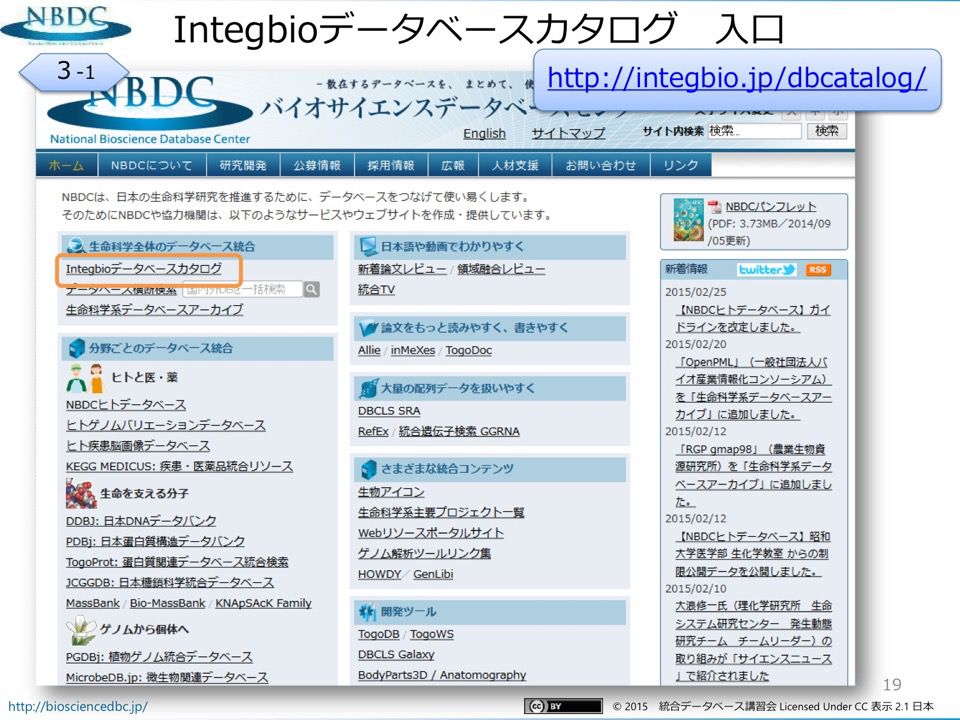 NBDC
Integbioデータベースカタログ　入口
3-1
http://integbio.jp/dbcatalog/
NBDC
National Bioscience Database Center
－散在するデータベースを、まとめて、使
バイオサイエンスデータベース
English サイトマップ
サイト内検索 検索... 検索
ホーム NBDCについて 研究開発 公募情報 採用情報 広報 人材支援 お問い合わせ リンク
NBDCは、日本の生命科学研究を推進するために、データベースをつなげて使い易くします。
そのためにNBDCや協力機関は、以下のようなサービスやウェブサイトを作成・提供しています。
生命科学全体のデータベース統合
Integbioデータベースカタログ
データベース横断検索 国内外DBを一括検索
生命科学系データベースアーカイブ
分野ごとのデータベース統合
ヒトと医・薬
NBDCヒトデータベース
ヒトゲノムバリエーションデータベース
ヒト疾患脳画像データベース
KEGG MEDICUS: 疾患・医薬品統合リソース
生命を支える分子
DDBJ: 日本DNAデータバンク
PDBj: 日本蛋白質構造データバンク
TogoProt: 蛋白質関連データベース統合検索
JCGGDB: 日本糖鎖科学統合データベース
MassBank / Bio-MassBank / KNApSAcK Family
ゲノムから個体へ
PGDBj: 植物ゲノム統合データベース
MicrobeDB.jp: 微生物関連データベース
日本語や動画でわかりやすく
新着論文レビュー / 領域融合レビュー
統合TV
論文をもっと読みやすく、書きやすく
Allie / inMeXes / TogoDoc
大量の配列データを扱いやすく
DBCLS SRA
RefEx / 統合遺伝子検索 GGRNA
さまざまな統合コンテンツ
生物アイコン
生命科学系主要プロジェクト一覧
Webリソースポータルサイト
ゲノム解析ツールリンク集
HOWDY / GenLibi
開発ツール
TogoDB / TogoWS
DBCLS Galaxy
BodyParts3D / Anatomography
NBDCパンフレット
(PDF: 3.73MB／2014/09
/05更新)
新着情報 twitter RSS
2015/02/25
【NBDCヒトデータベース】ガイ
ドラインを改定しました。
2015/02/20
「OpenPML」（一般社団法人バ
イオ産業情報化コンソーシアム）
を「生命科学系データベースアー
カイブ」に追加しました。
2015/02/12
「RGP gmap98」（農業生物資
源研究所）を「生命科学系データ
ベースアーカイブ」に追加しまし
た。
2015/02/12
【NBDCヒトデータベース】昭和
大学医学部 生化学教室 からの制
限公開データを公開しました。
2015/02/10
大浪修一氏（理化学研究所　生命
システム研究センター　発生動態
研究チーム　チームリーダー）の
取り組みが「サイエンスニュース
」で紹介されました
19
http://biosciencedbc.jp/
cc BY
© 2015　統合データベース講習会 Licensed Under CC 表示 2.1 日本